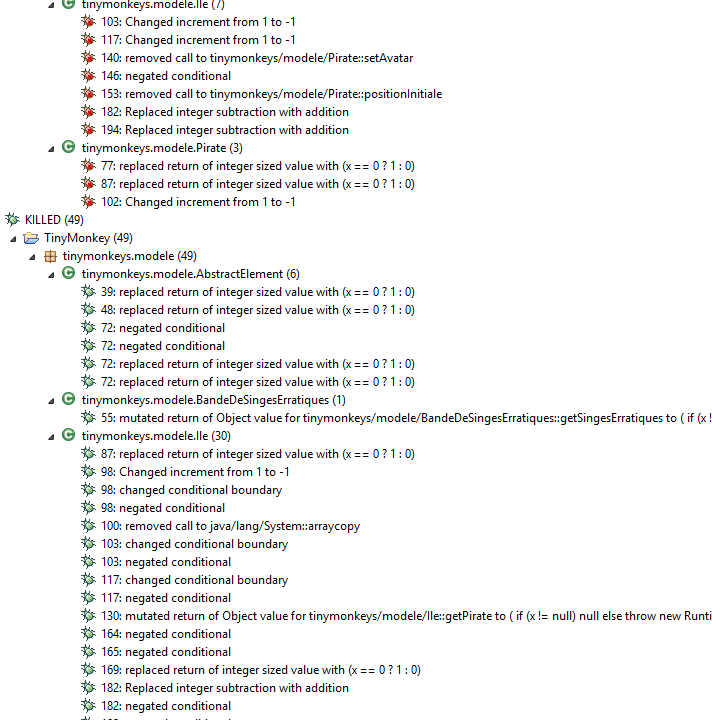 tinymonkeys.modele.Ile (7)
103: Changed increment from 1 to -1
117: Changed increment from 1 to -1
140: removed call to tinymonkeys/modele/Pirate::setAvatar
146: negated conditional
153: removed call to tinymonkeys/modele/Pirate::positionInitiale
182: Replaced integer subtraction with addition
194: Replaced integer subtraction with addition
tinymonkeys.modele.Pirate (3)
77: replaced return of integer sized value with (x == 0 ? 1 : 0)
87: replaced return of integer sized value with (x == 0 ? 1 : 0)
102: Changed increment from 1 to -1
KILLED (49)
TinyMonkey (49)
tinymonkeys.modele (49)
tinymonkeys.modele.AbstractElement (6)
39: replaced return of integer sized value with (x == 0 ? 1 : 0)
48: replaced return of integer sized value with (x == 0 ? 1 : 0)
72: negated conditional
72: negated conditional
72: replaced return of integer sized value with (x == 0 ? 1 : 0)
72: replaced return of integer sized value with (x == 0 ? 1 : 0)
tinymonkeys.modele.BandeDeSingesErratiques (1)
55: mutated return of Object value for tinymonkeys/modele/BandeDeSingesErratiques::getSingesErratiques to ( if (x !
tinymonkeys.modele.Ile (30)
87: replaced return of integer sized value with (x == 0 ? 1 : 0)
98: Changed increment from 1 to -1
98: changed conditional boundary
98: negated conditional
100: removed call to java/lang/System::arraycopy
103: changed conditional boundary
103: negated conditional
117: changed conditional boundary
117: negated conditional
130: mutated return of Object value for tinymonkeys/modele/Ile::getPirate to ( if (x != null) null else throw new Runti
164: negated conditional
165: negated conditional
169: replaced return of integer sized value with (x == 0 ? 1 : 0)
182: Replaced integer subtraction with addition
182: negated conditional